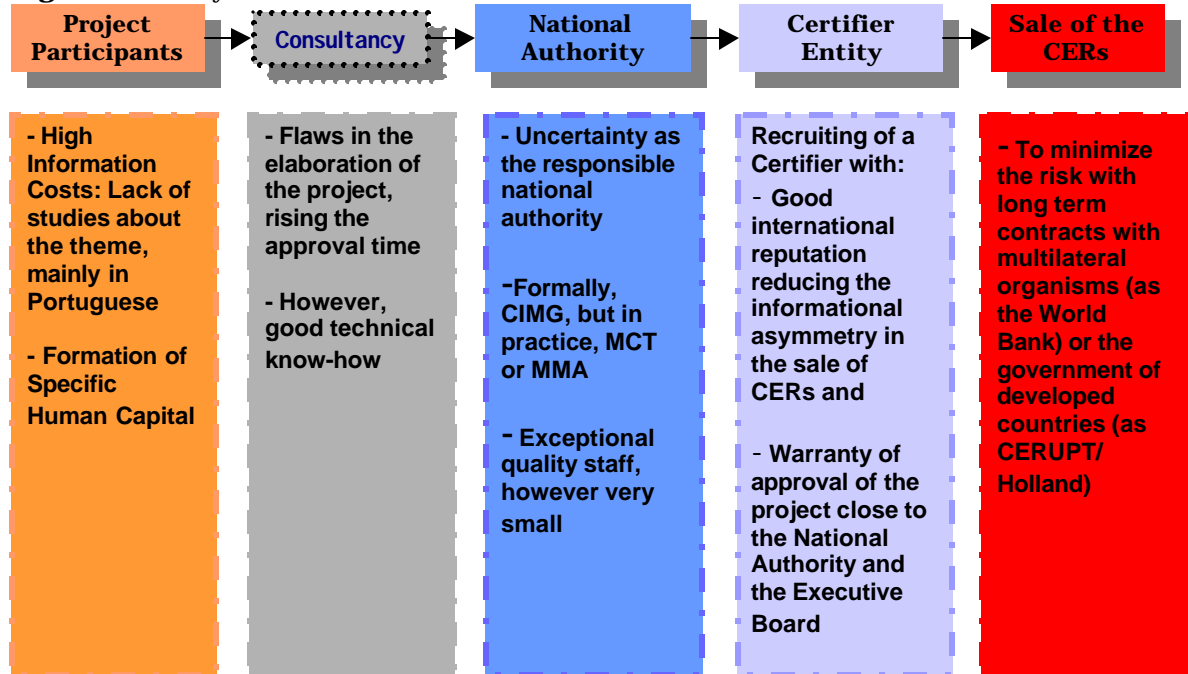 Project
Participants
Consultancy
National
Authority
Certifier
Entity
Sale of the
CERs
- High
Information
Costs: Lack of
studies about
the theme,
mainly in
Portuguese
- Formation of
Specific
Human Capital
- Flaws in the
elaboration of
the project,
rising the
approval time
- However,
good technical
know-how
- Uncertainty as
the responsible
national
authority
-Formally,
CIMG, but in
practice, MCT
or MMA
- Exceptional
quality staff,
however very
small
Recruiting of a
Certifier with:
- Good
international
reputation
reducing the
informational
asymmetry in
the sale of
CERs and
- Warranty of
approval of the
project close to
the National
Authority and
the Executive
Board
- To minimize
the risk with
long term
contracts with
multilateral
organisms (as
the World
Bank) or the
government of
developed
countries (as
CERUPT/
Holland)